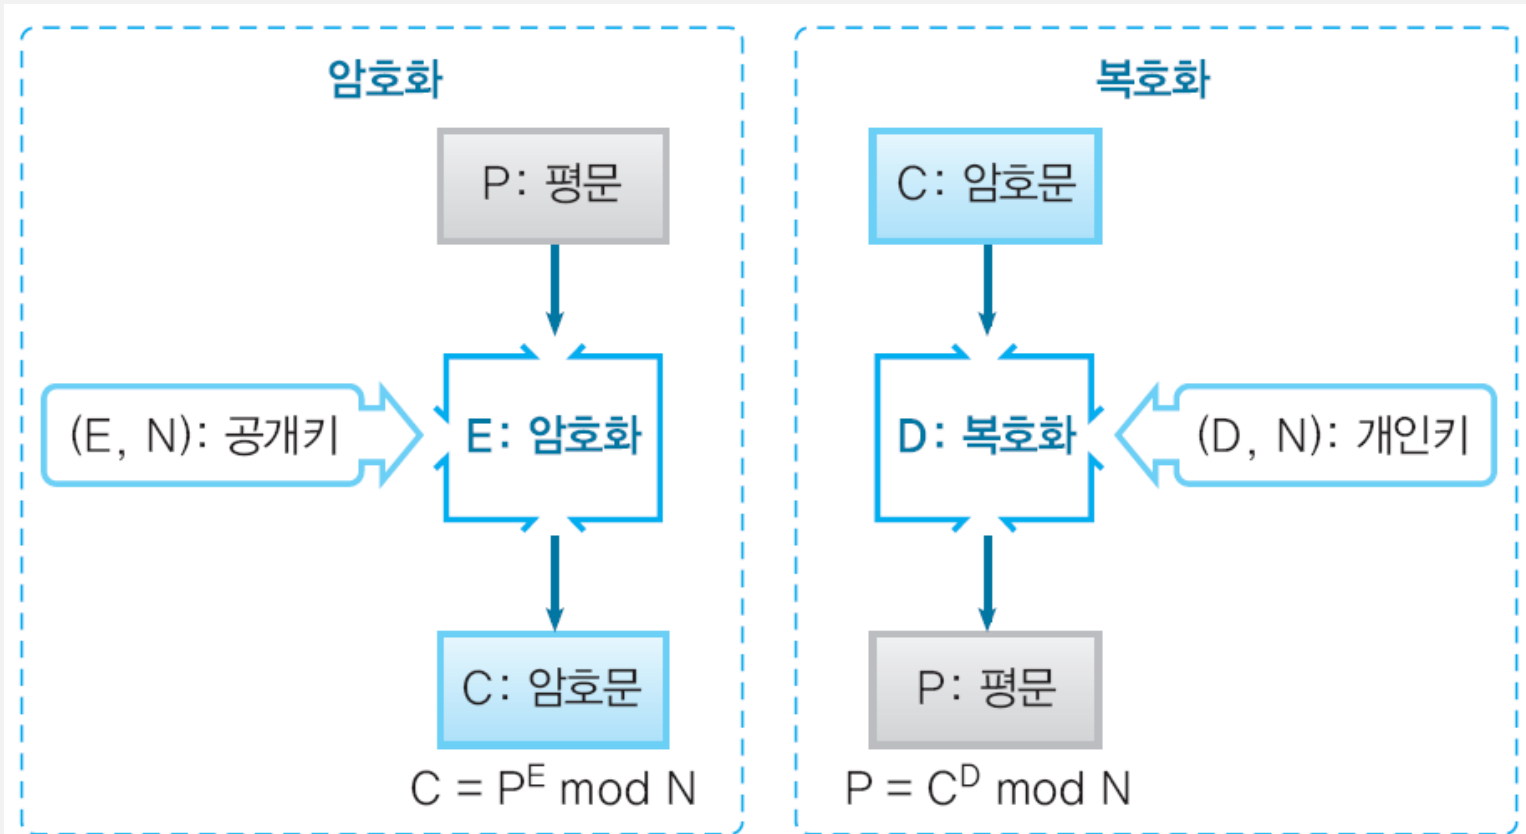 암호화
P: 평문
(E, N): 공개키
E: 암호화
C: 암호문
C = P^E mod N
복호화
C: 암호문
D: 복호화
(D, N): 개인키
P: 평문
P = C^D mod N